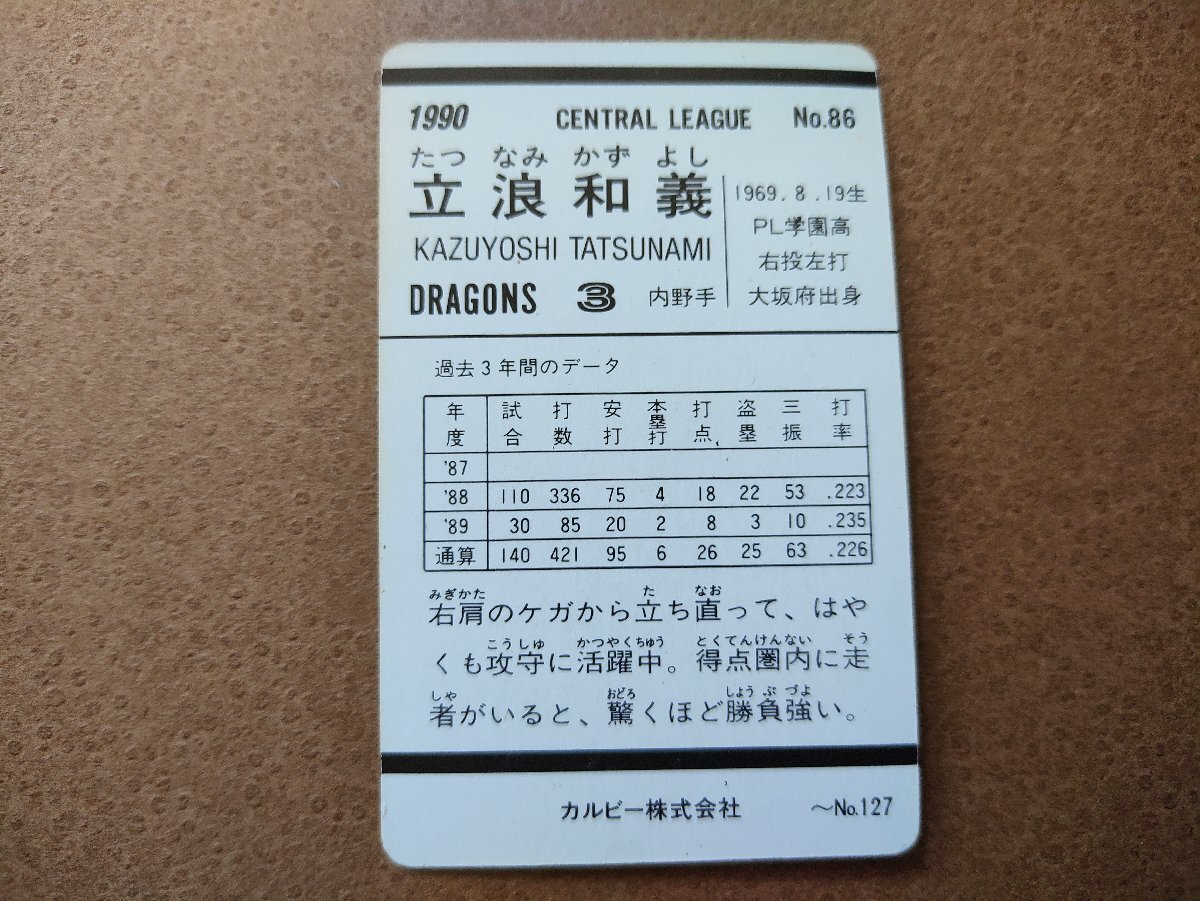 1990 CENTRAL LEAGUE No.86
たつ なみ かず よし
立浪和義
KAZUYOSHI TATSUNAMI
DRAGONS 3 内野手
1969.8.19生
PL学園高
右投左打
大坂府出身
過去3年間のデータ
年度 試合 打数 安打 本塁打 打点 盗塁 三振 打率
'87
'88 110 336 75 4 18 22 53 .223
'89 30 85 20 2 8 3 10 .235
通算 140 421 95 6 26 25 63 .226
みぎかた た なお
右肩のケガから立ち直って、はや
こうしゅ かつやくちゅう とくてんけんない そう
くも攻守に活躍中。得点圏内に走
しゃ おどろ しょう ぶ づよ
者がいると、驚くほど勝負強い。
カルビー株式会社 〜No.127